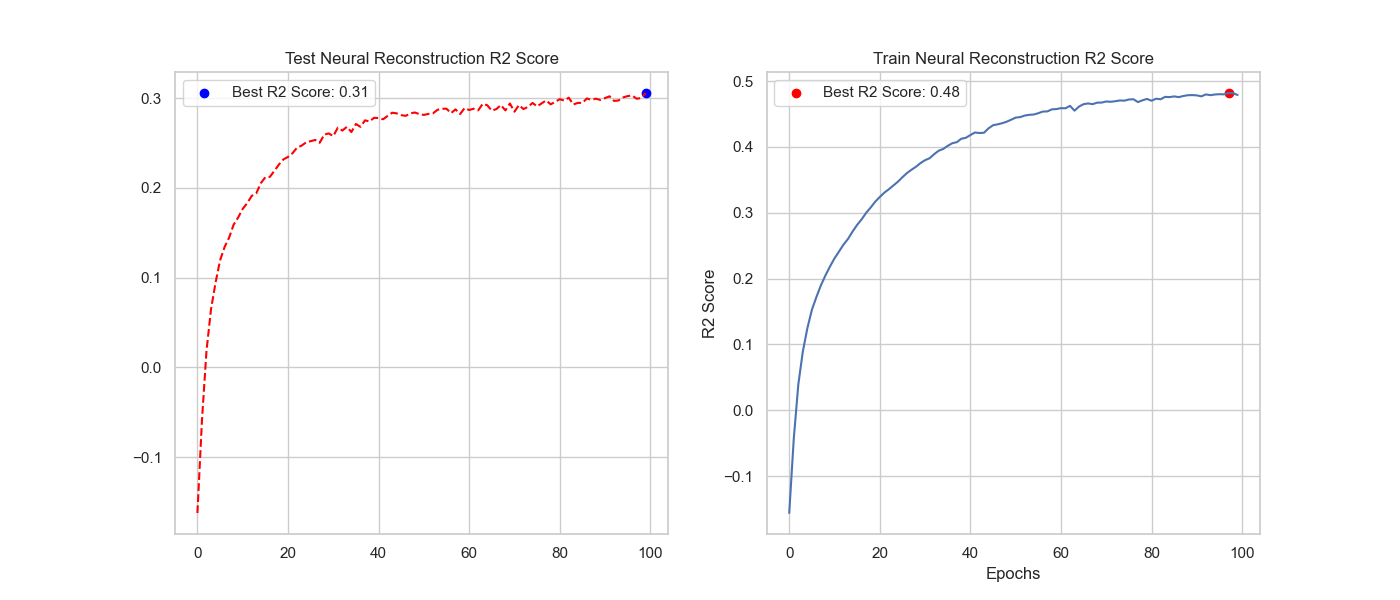 Test Neural Reconstruction R2 Score
Best R2 Score: 0.31
0.3
0.2
0.1
0.0
−0.1
0 20 40 60 80 100
Train Neural Reconstruction R2 Score
Best R2 Score: 0.48
R2 Score
0.5
0.4
0.3
0.2
0.1
0.0
−0.1
0 20 40 60 80 100
Epochs